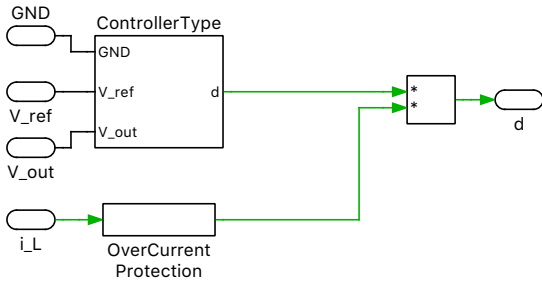 GND
ControllerType
GND
V_ref
d
V_out
V_ref
V_out
*
*
d
i_L
OverCurrent
Protection